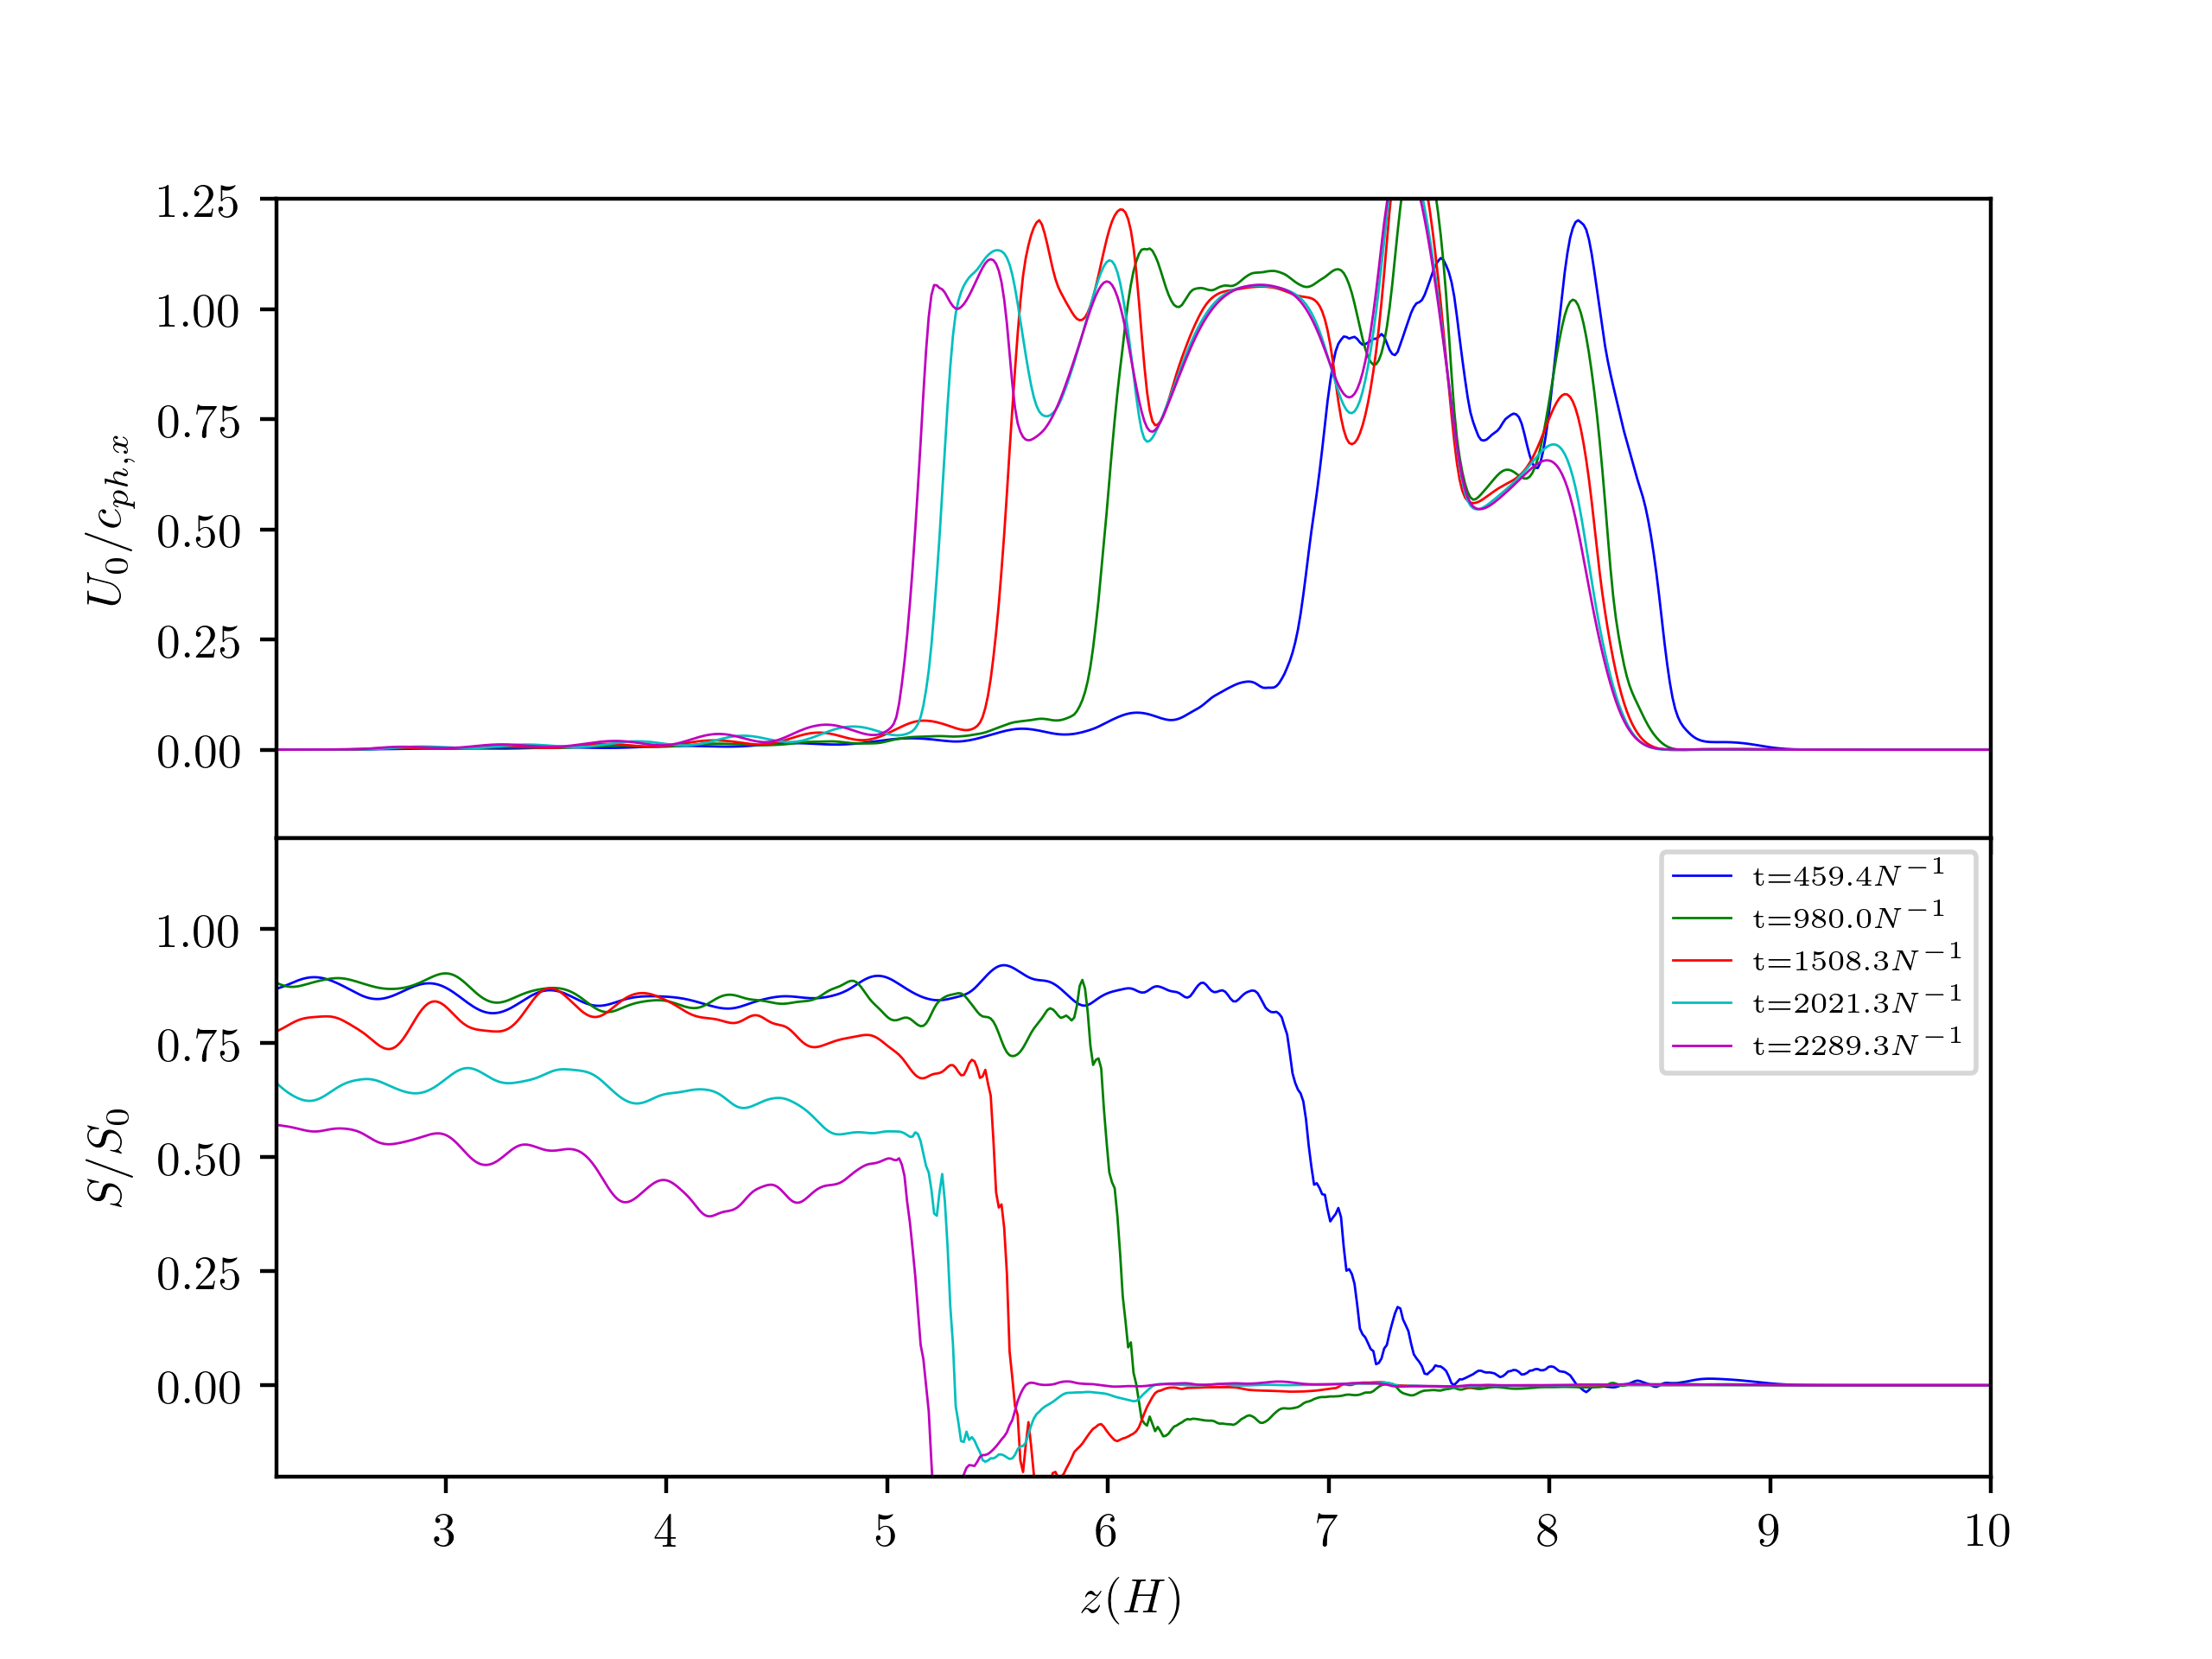 1.25
1.00
0.75
0.50
0.25
0.00
U₀/c_{ph,x}
t=459.4N⁻¹
t=980.0N⁻¹
t=1508.3N⁻¹
t=2021.3N⁻¹
t=2289.3N⁻¹
1.00
0.75
0.50
0.25
0.00
S/S₀
3 4 5 6 7 8 9 10
z(H)